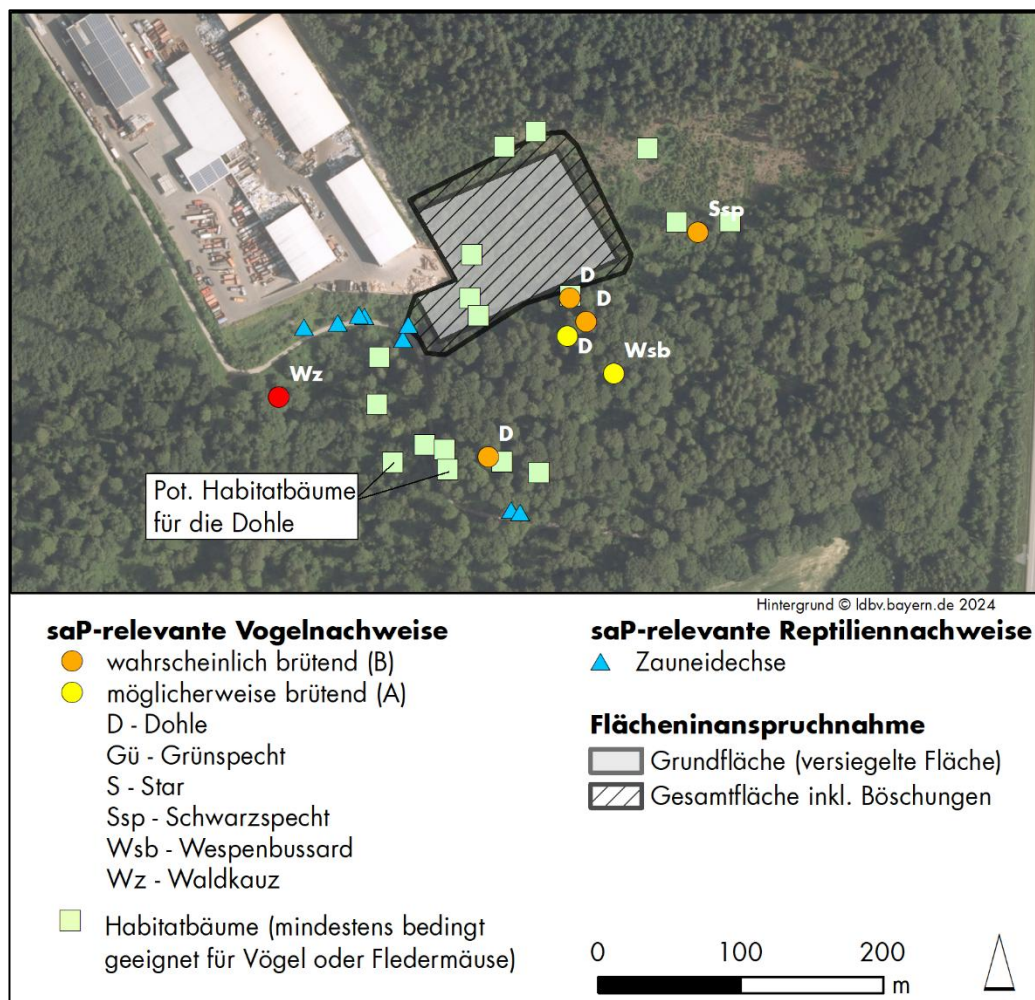 Ssp
D
D
D
Wsb
Wz
D
Pot. Habitatbäume
für die Dohle
Hintergrund © ldbv.bayern.de 2024
saP-relevante Vogelnachweise
wahrscheinlich brütend (B)
möglicherweise brütend (A)
D - Dohle
Gü - Grünspecht
S - Star
Ssp - Schwarzspecht
Wsb - Wespenbussard
Wz - Waldkauz
Habitatbäume (mindestens bedingt
geeignet für Vögel oder Fledermäuse)
saP-relevante Reptiliennachweise
Zauneidechse
Flächeninanspruchnahme
Grundfläche (versiegelte Fläche)
Gesamtfläche inkl. Böschungen
0 100 200
m